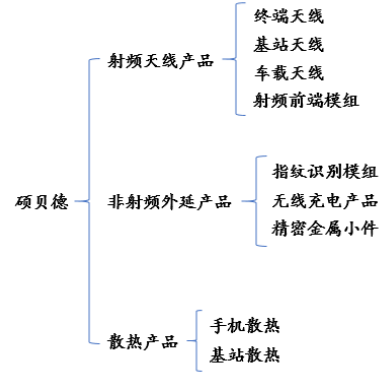 硕贝德
射频天线产品
终端天线
基站天线
车载天线
射频前端模组
非射频外延产品
指纹识别模组
无线充电产品
精密金属小件
散热产品
手机散热
基站散热